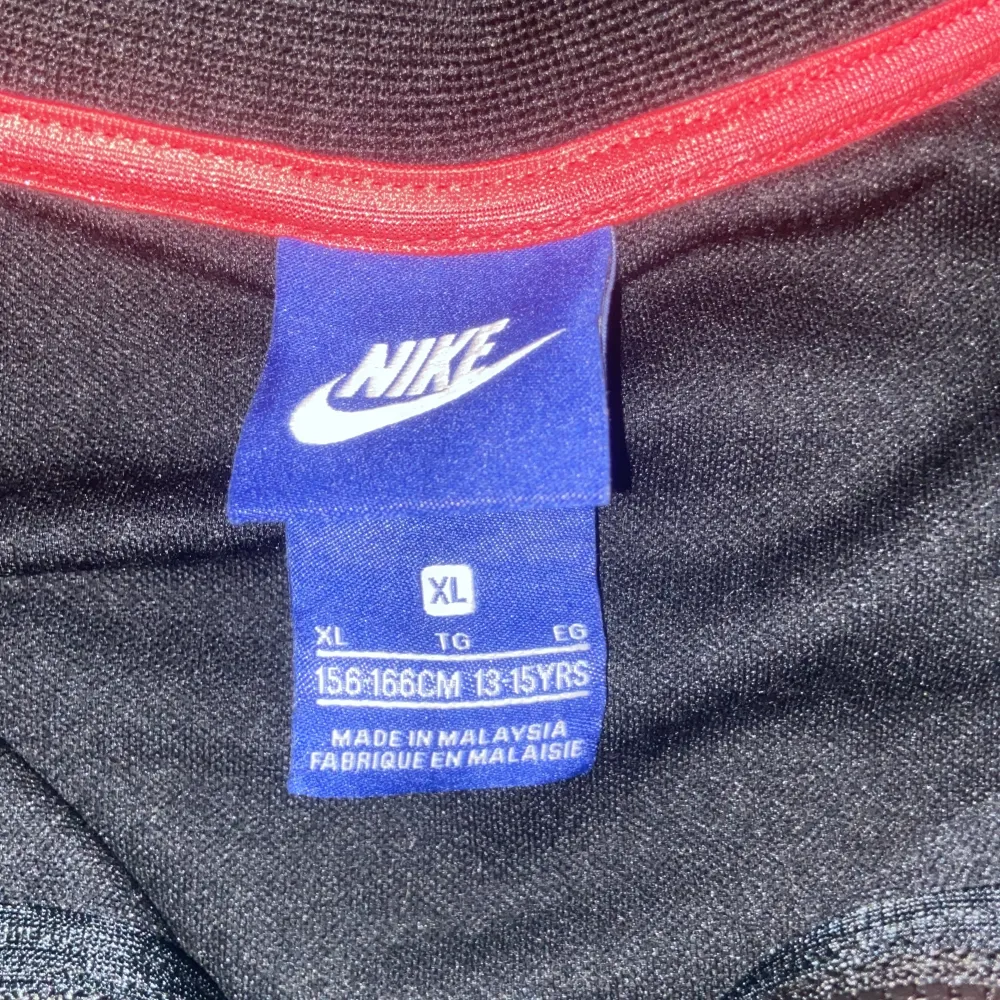 NIKE
XL
XL TG EG
156-166CM 13-15YRS
MADE IN MALAYSIA
FABRIQUE EN MALAISIE